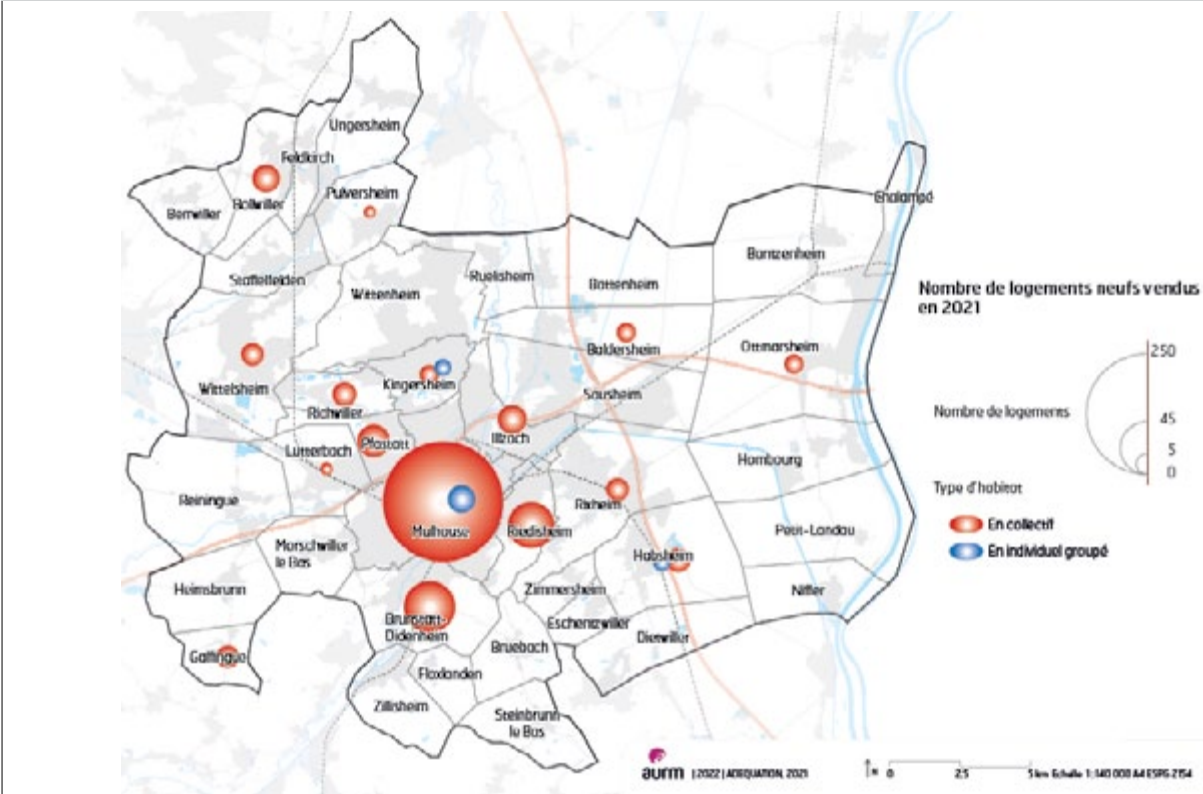 Ungersheim
Feldkirch
Pulversheim
Bollwiller
Berrwiller
Chalampé
Bantzenheim
Staffelfelden
Ruelisheim
Wittenheim
Battenheim
Nombre de logements neufs vendus
en 2021
Baldersheim
Ottmarsheim
250
Wittelsheim
Kingersheim
Sausheim
Richwiller
Nombre de logements
45
Illzach
Pfastatt
Lutterbach
5
Hombourg
0
Type d'habitat
Reiningue
Rixheim
En collectif
Mulhouse
Riedisheim
Petit-Landau
Morschwiller
le Bas
Habsheim
En individuel groupé
Heimsbrunn
Zimmersheim
Niffer
Brunstatt-
Didenheim
Eschentzwiller
Dietwiller
Bruebach
Galfingue
Flaxlanden
Zillisheim
Steinbrunn
le Bas
aurm | 2022 | ADEQUATION, 2021
N 0 2.5 5 km Echelle 1:140 000 A4 ESPG 2154